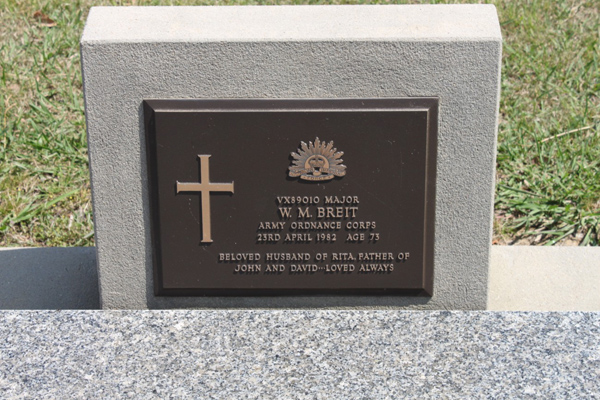 VX89010 MAJOR
W. M. BREIT
ARMY ORDNANCE CORPS
23RD APRIL 1982 AGE 73
BELOVED HUSBAND OF RITA, FATHER OF
JOHN AND DAVID---LOVED ALWAYS